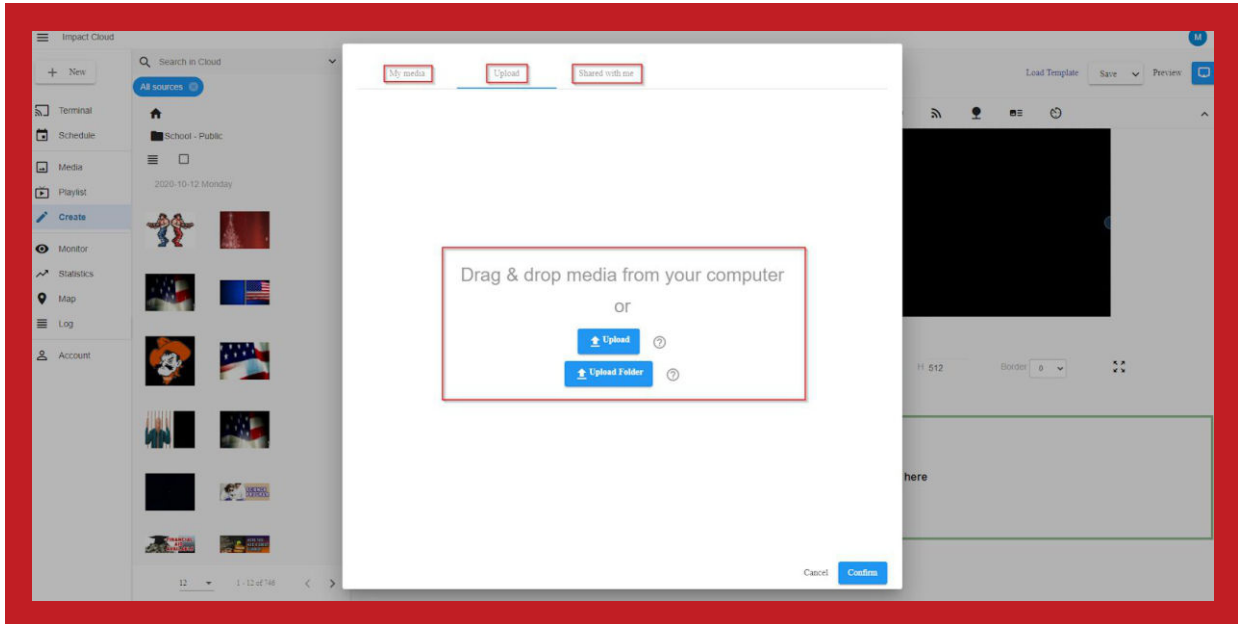 Impact Cloud
M
+ New
Search in Cloud
All sources
My media
Upload
Shared with me
Load Template
Save
Preview
Terminal
Schedule
School - Public
Media
2020-10-12 Monday
Playlist
Create
Monitor
Statistics
Map
Log
Account
Drag & drop media from your computer
or
Upload
Upload Folder
H 512
Border 0
here
12
1 - 12 of 746
Cancel
Confirm